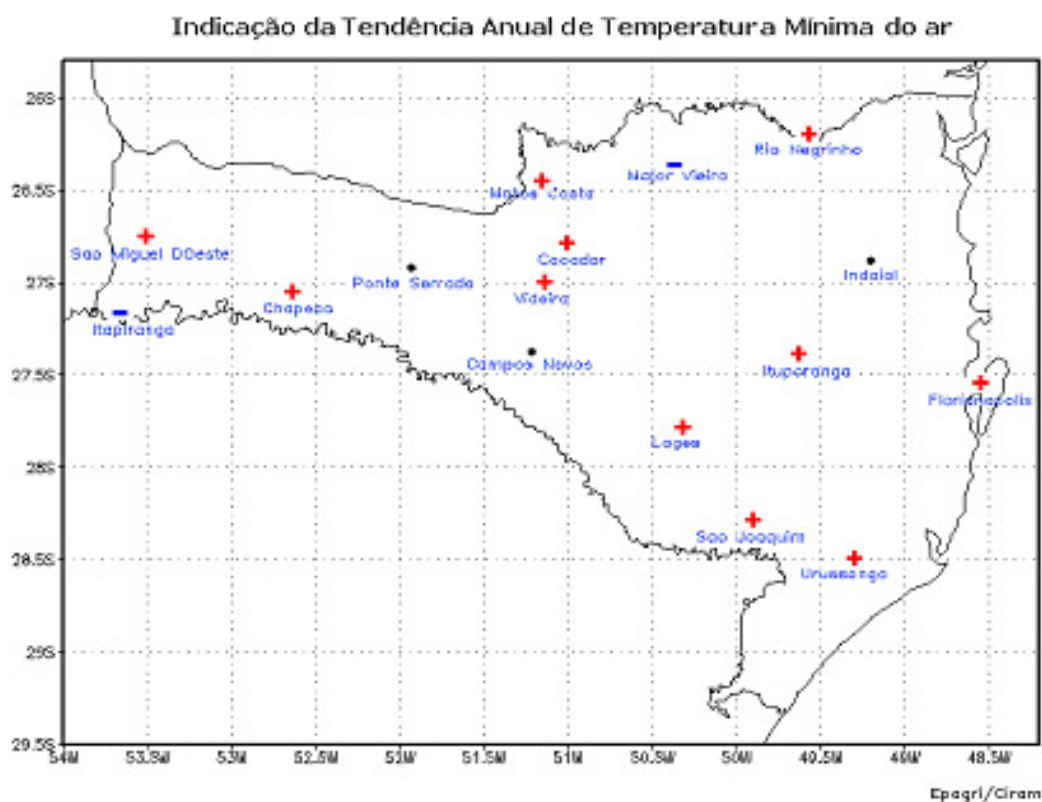 Indicação da Tendência Anual de Temperatura Mínima do ar
26S
Rio Negrinho
Major Vieira
26.5S
Matos Costa
Sao Miguel DOeste
Cacador
Indaial
27S
Ponte Serrada
Videira
Chapeco
Itapiranga
Campos Novos
Ituporanga
27.5S
Florianopolis
Lages
28S
Sao Joaquim
28.5S
Urussanga
29S
29.5S
54W 53.5W 53W 52.5W 52W 51.5W 51W 50.5W 50W 49.5W 49W 48.5W
Epagri/Ciram